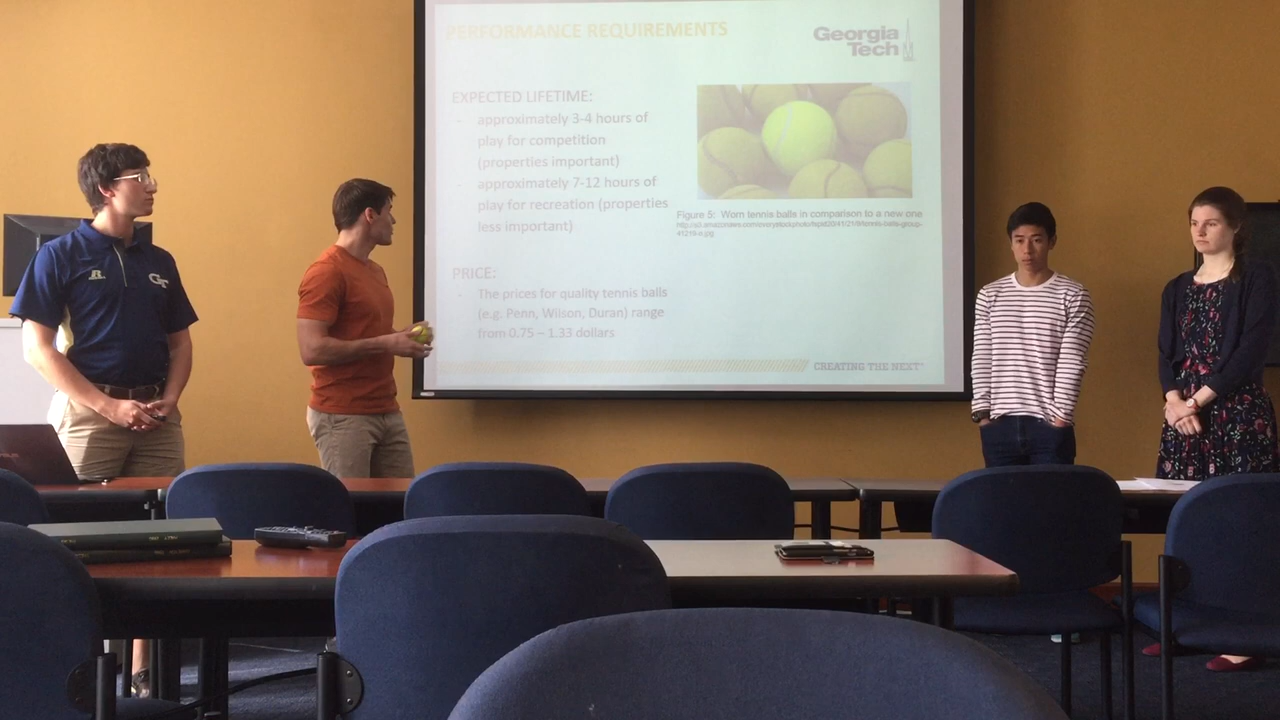 PERFORMANCE REQUIREMENTS
Georgia
Tech
EXPECTED LIFETIME:
- approximately 3-4 hours of
play for competition
(properties important)
- approximately 7-12 hours of
play for recreation (properties
less important)
Figure 5: Worn tennis balls in comparison to a new one
PRICE:
- The prices for quality tennis balls
(e.g. Penn, Wilson, Duran) range
from 0.75 – 1.33 dollars
CREATING THE NEXT
GT
R